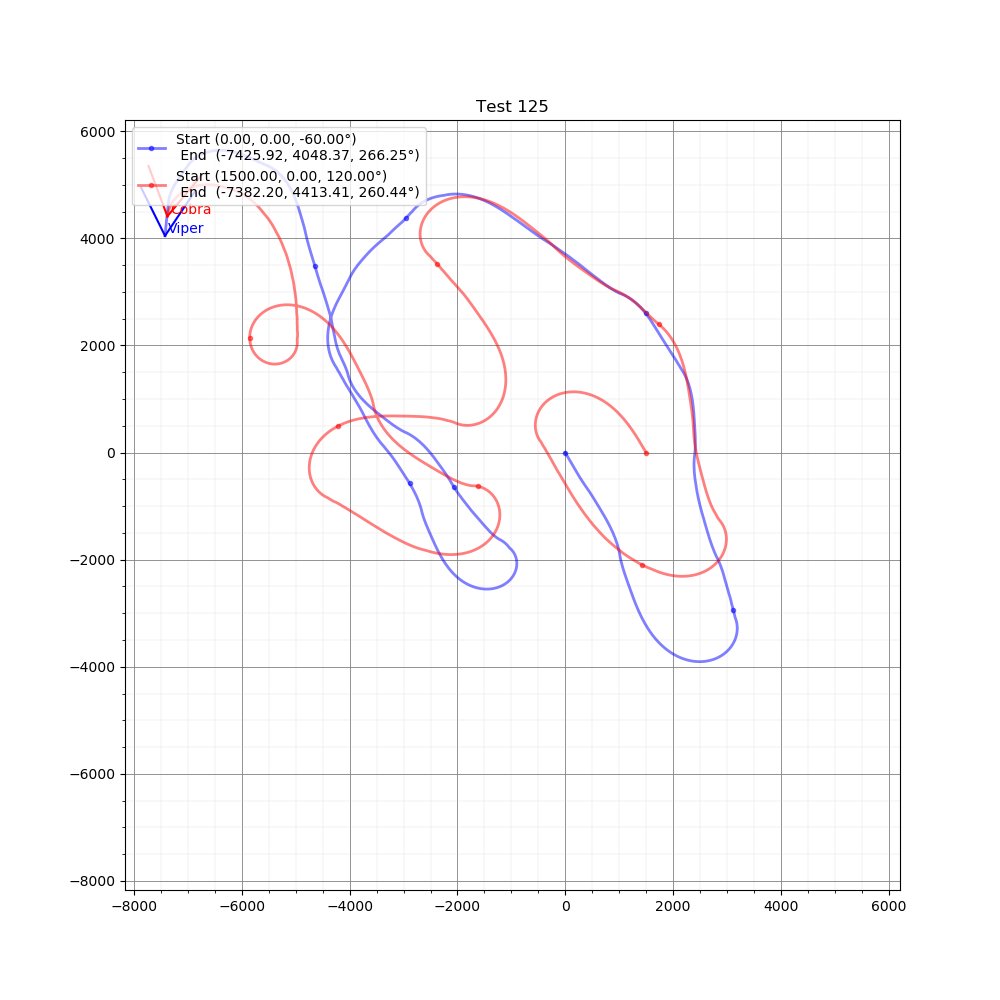 Test 125
Start (0.00, 0.00, -60.00°)
End (-7425.92, 4048.37, 266.25°)
Start (1500.00, 0.00, 120.00°)
End (-7382.20, 4413.41, 260.44°)
Cobra
Viper
6000
4000
2000
0
−2000
−4000
−6000
−8000
−8000 −6000 −4000 −2000 0 2000 4000 6000